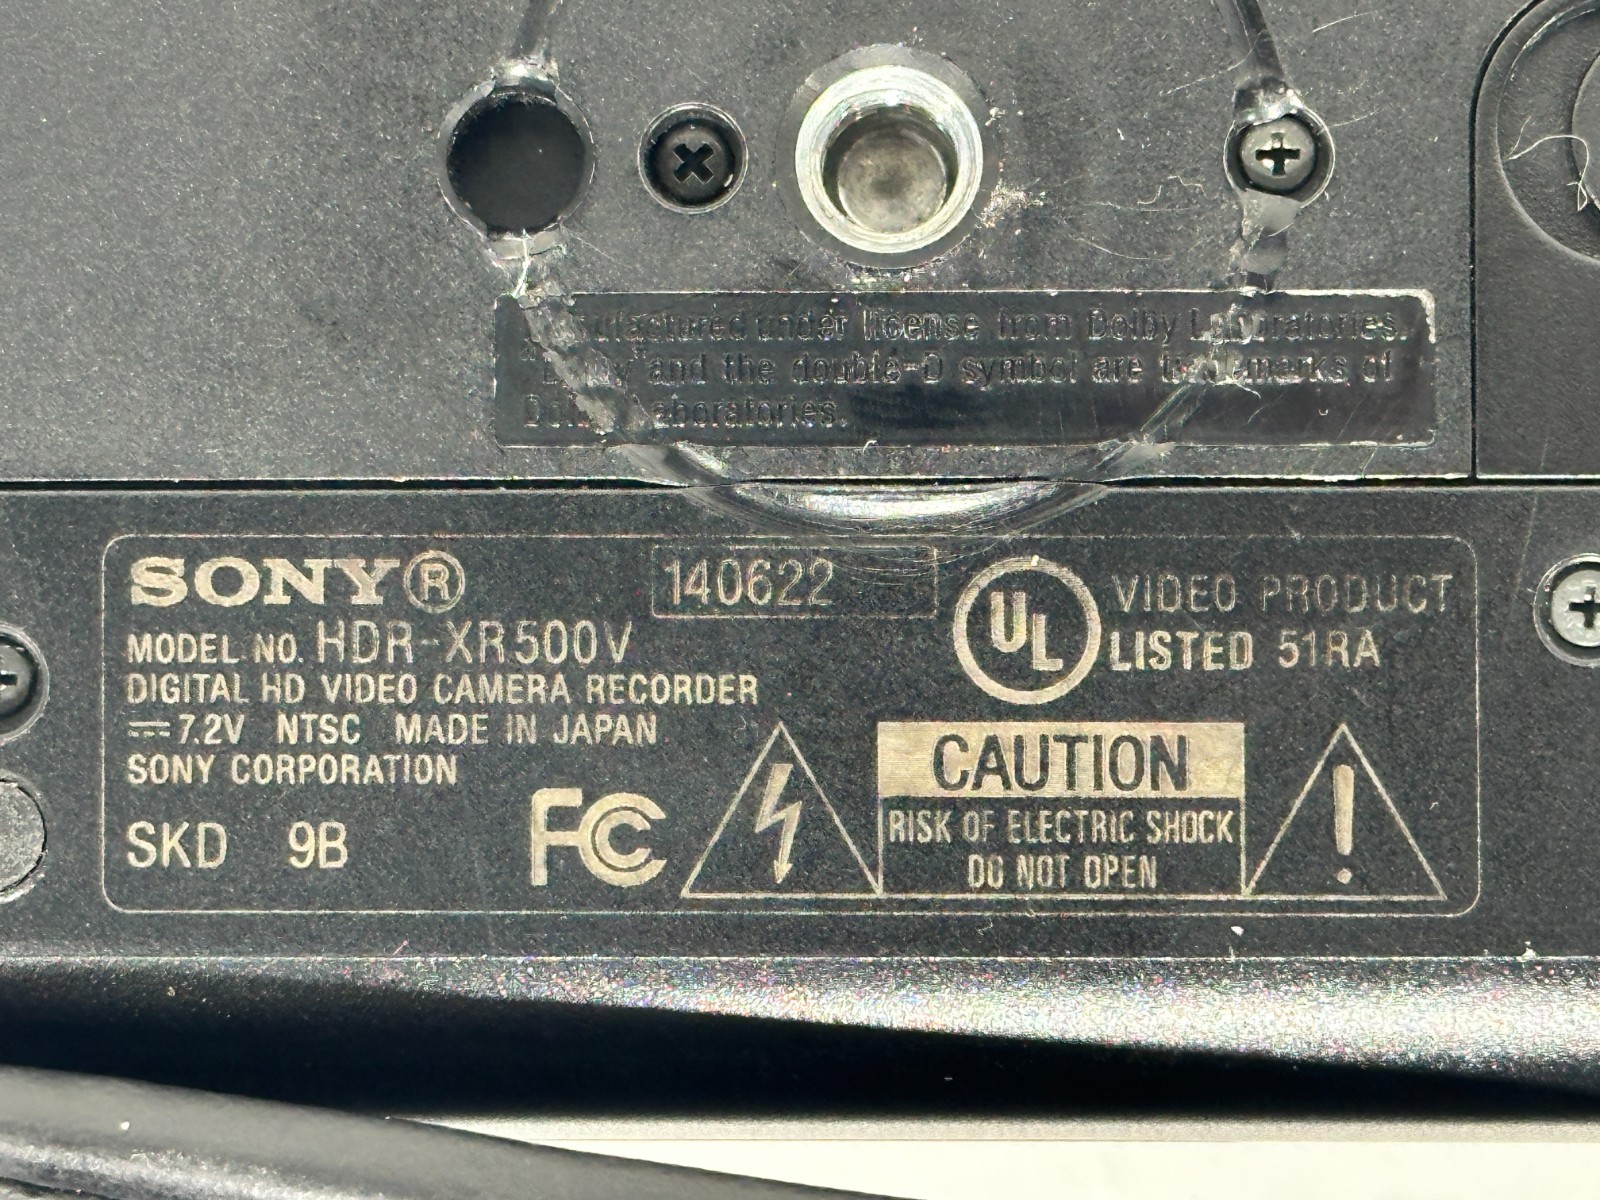 Manufactured under license from Dolby Laboratories.
"Dolby" and the double-D symbol are trademarks of
Dolby Laboratories.
SONY®
140622
MODEL NO. HDR-XR500V
DIGITAL HD VIDEO CAMERA RECORDER
⎓7.2V NTSC MADE IN JAPAN
SONY CORPORATION
SKD 9B
FC
UL VIDEO PRODUCT
LISTED 51RA
CAUTION
RISK OF ELECTRIC SHOCK
DO NOT OPEN
!